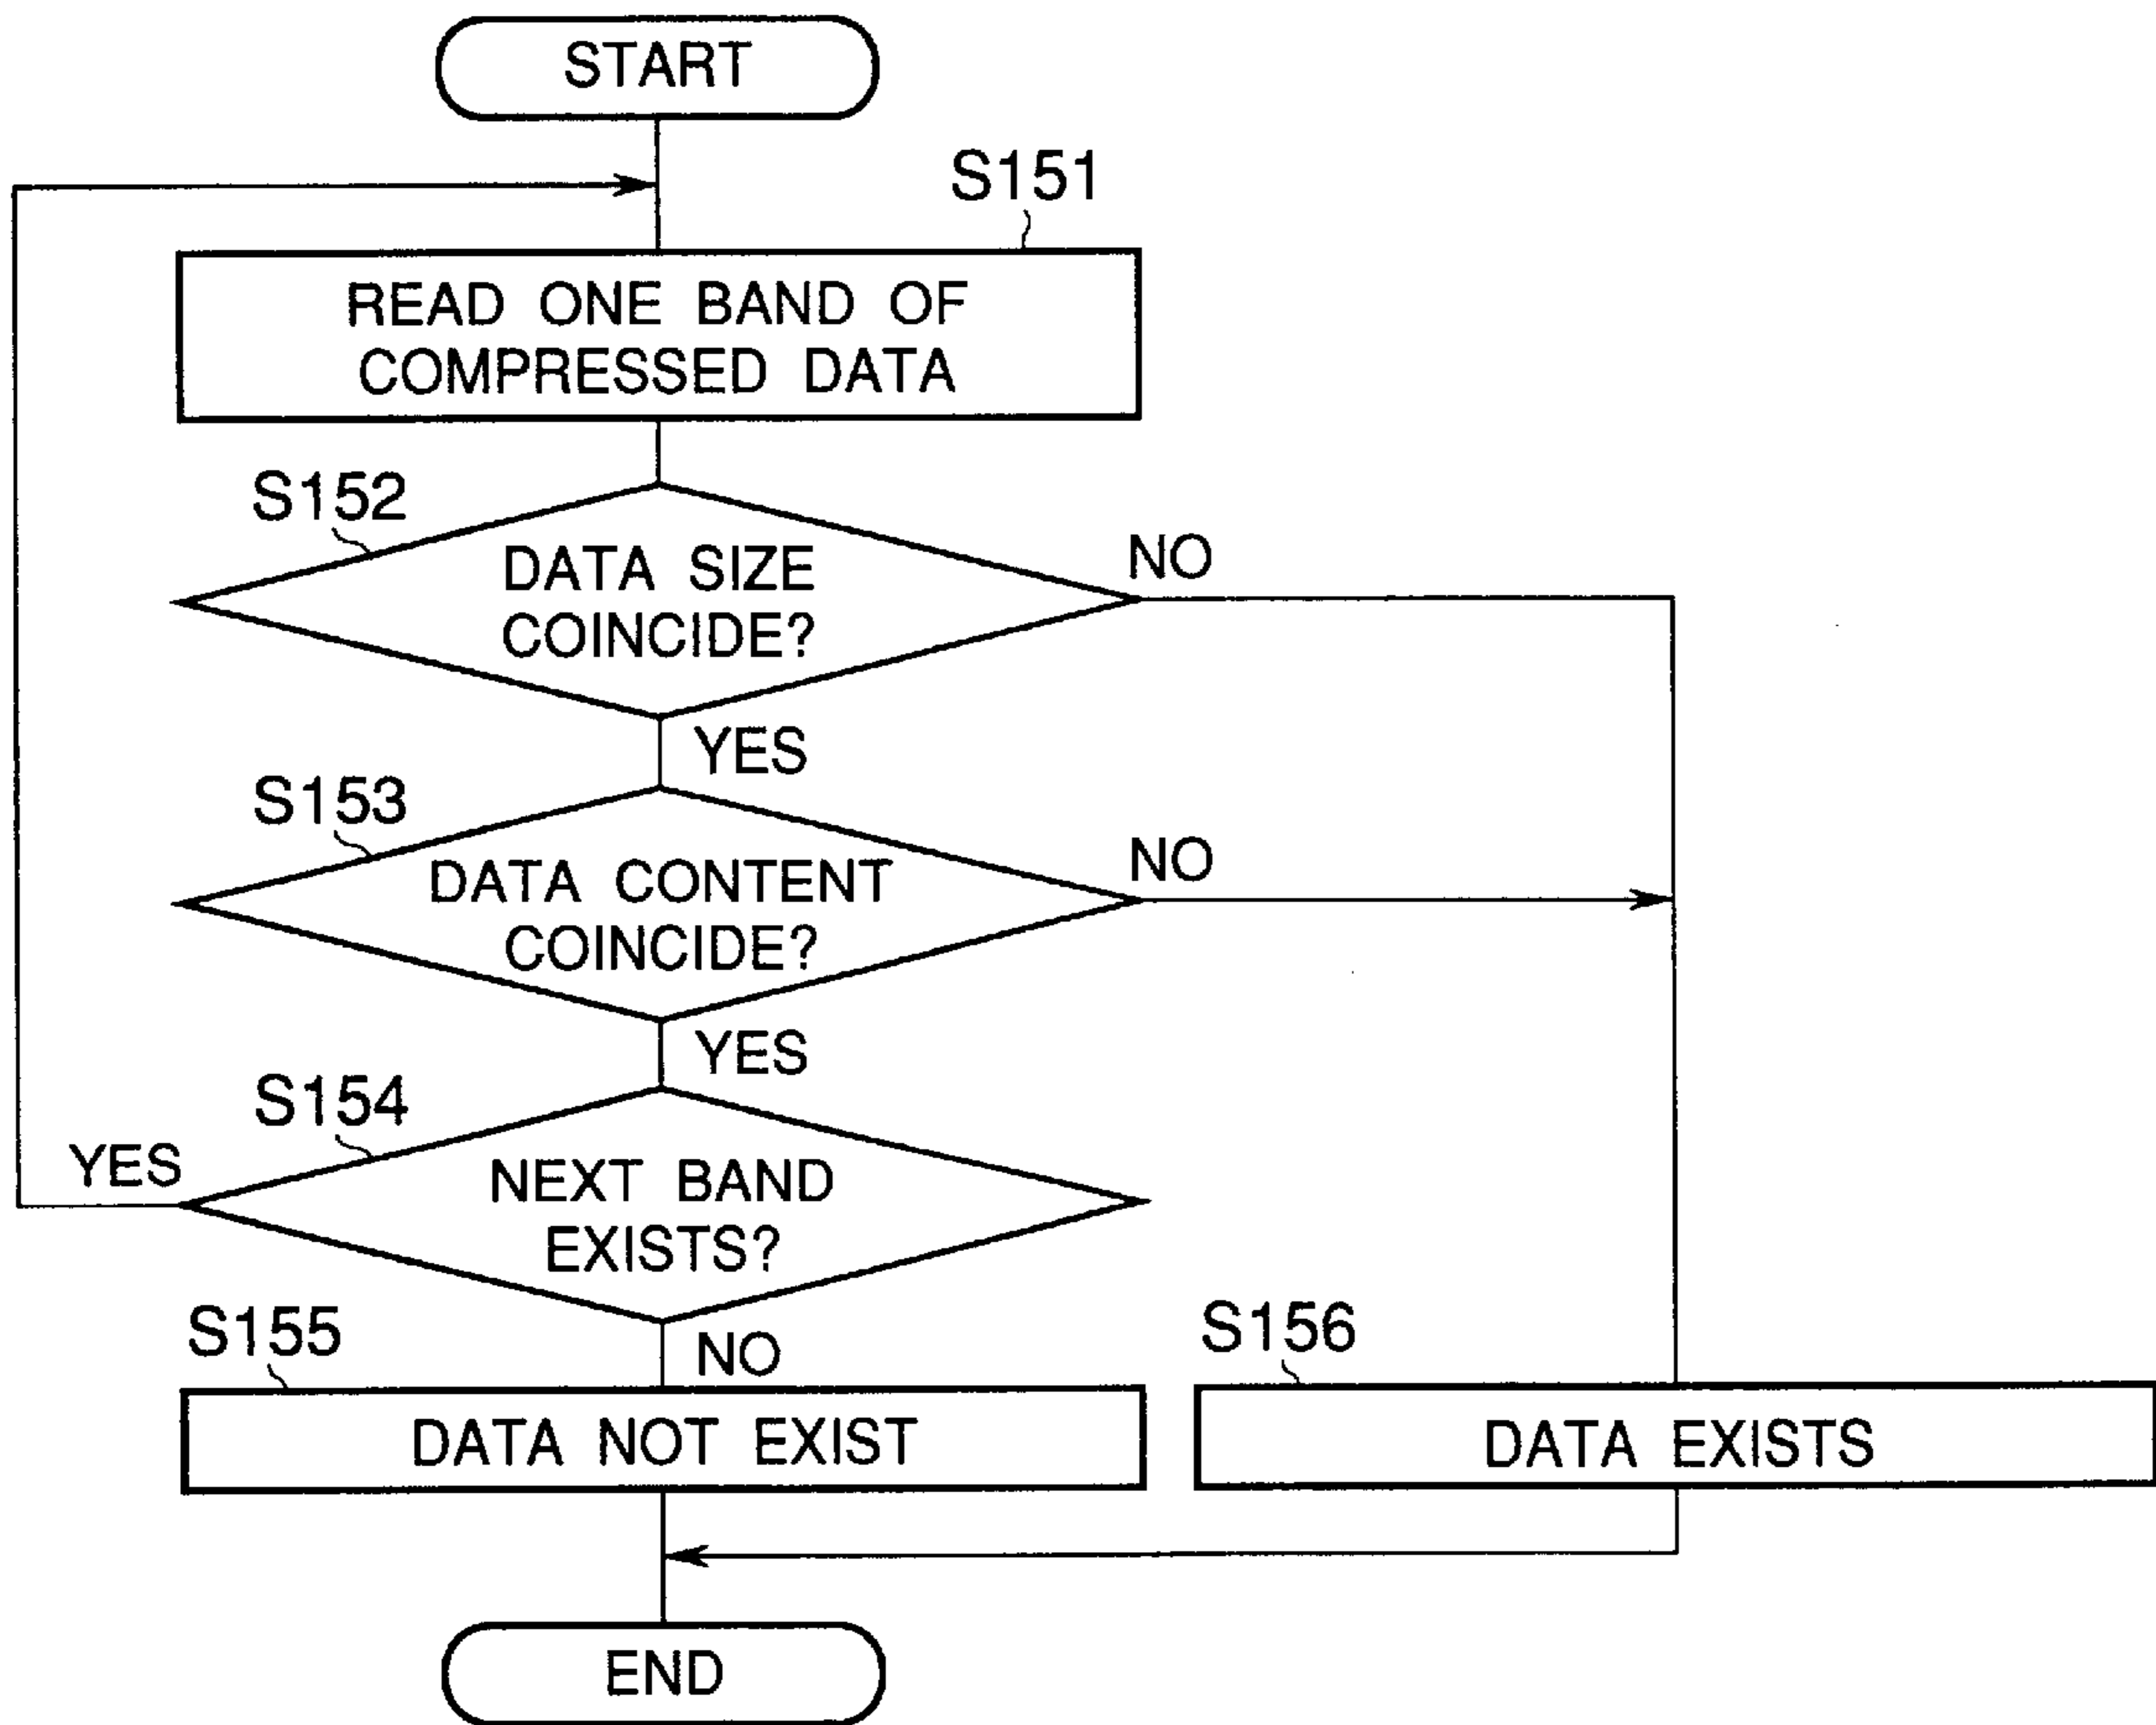 START
S151
READ ONE BAND OF
COMPRESSED DATA
S152
DATA SIZE
COINCIDE?
NO
YES
S153
DATA CONTENT
COINCIDE?
NO
YES
S154
NEXT BAND
EXISTS?
YES
NO
S155
DATA NOT EXIST
S156
DATA EXISTS
END